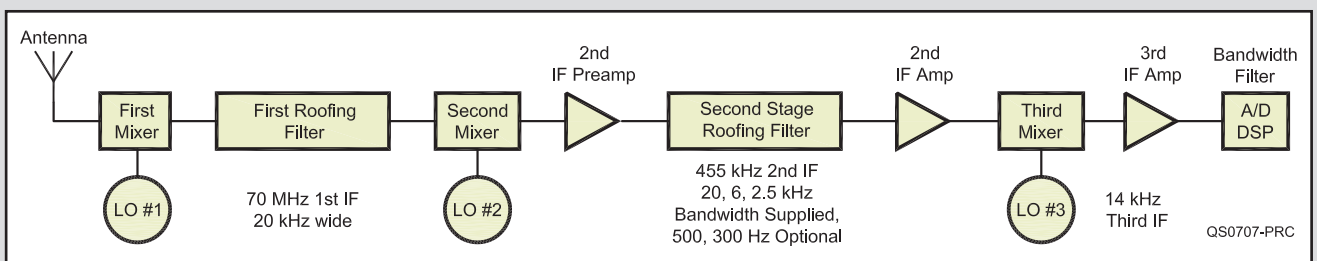 Antenna
First
Mixer
LO #1
First Roofing
Filter
70 MHz 1st IF
20 kHz wide
Second
Mixer
LO #2
2nd
IF Preamp
Second Stage
Roofing Filter
455 kHz 2nd IF
20, 6, 2.5 kHz
Bandwidth Supplied,
500, 300 Hz Optional
2nd
IF Amp
Third
Mixer
LO #3
3rd
IF Amp
14 kHz
Third IF
Bandwidth
Filter
A/D
DSP
QS0707-PRC